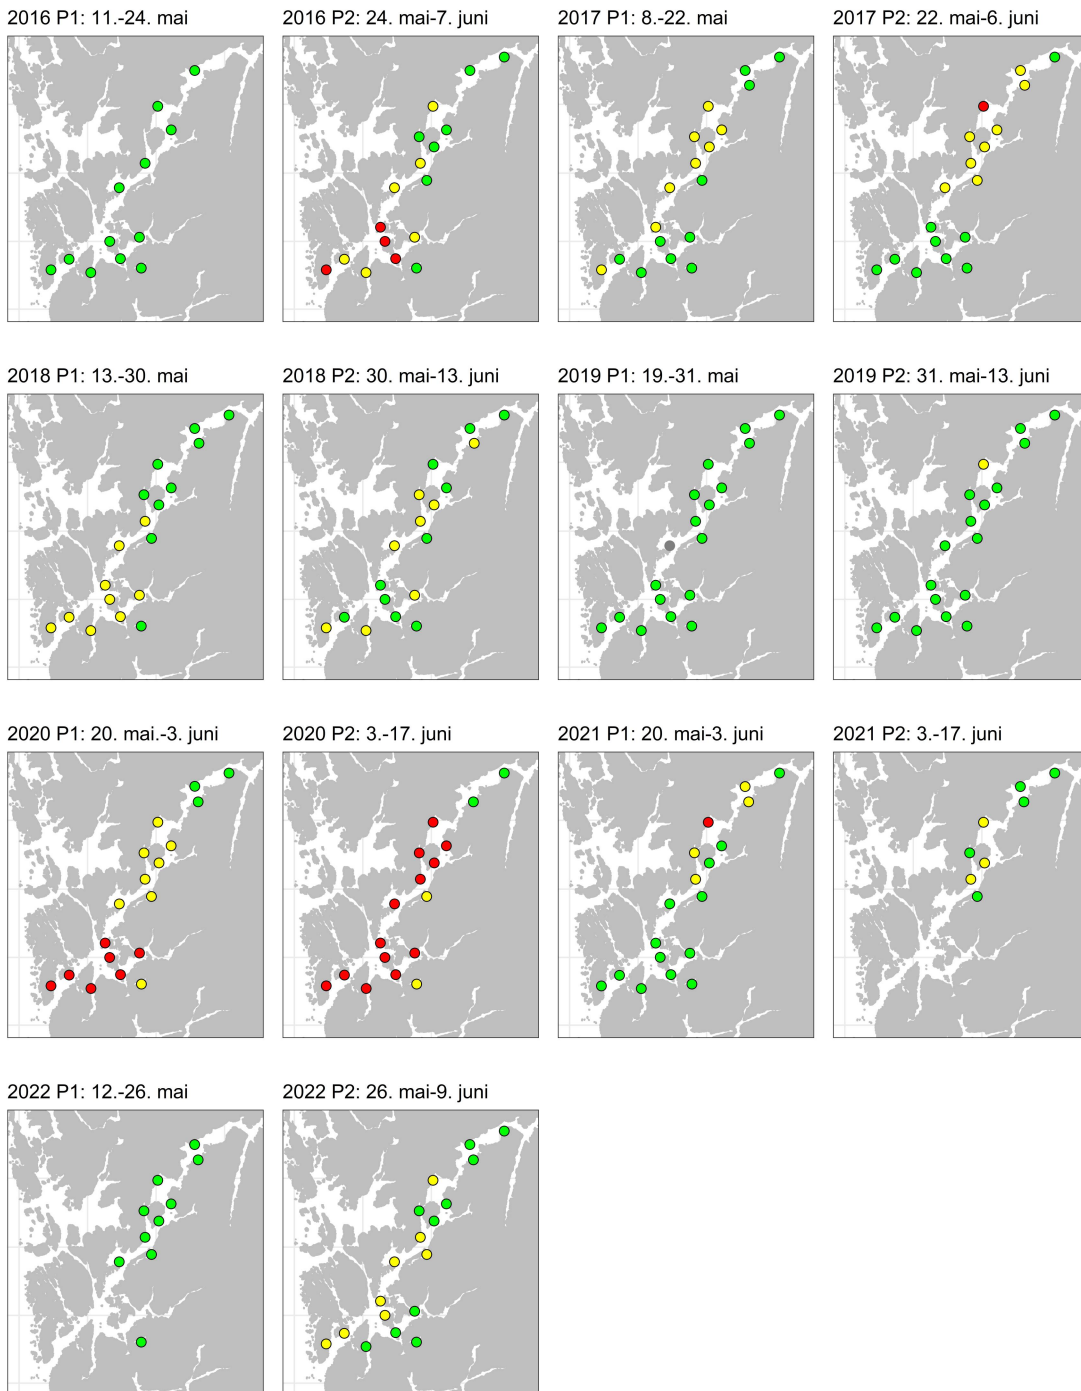 2016 P1: 11.-24. mai
2016 P2: 24. mai-7. juni
2017 P1: 8.-22. mai
2017 P2: 22. mai-6. juni
2018 P1: 13.-30. mai
2018 P2: 30. mai-13. juni
2019 P1: 19.-31. mai
2019 P2: 31. mai-13. juni
2020 P1: 20. mai.-3. juni
2020 P2: 3.-17. juni
2021 P1: 20. mai-3. juni
2021 P2: 3.-17. juni
2022 P1: 12.-26. mai
2022 P2: 26. mai-9. juni